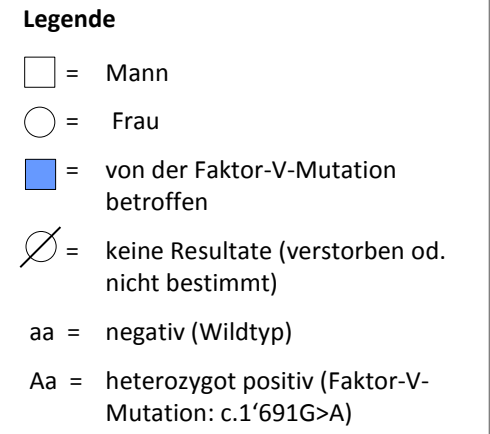 Legende
= Mann
= Frau
= von der Faktor-V-Mutation
betroffen
= keine Resultate (verstorben od.
nicht bestimmt)
aa = negativ (Wildtyp)
Aa = heterozygot positiv (Faktor-V-
Mutation: c.1‘691G>A)